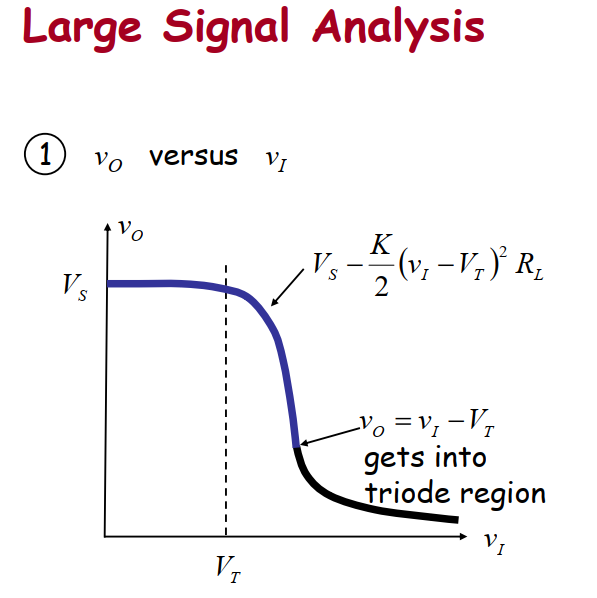 Large Signal Analysis
1 v_O versus v_I
v_O
V_S
V_S − K/2 (v_I − V_T)² R_L
v_O = v_I − V_T
gets into
triode region
v_I
V_T